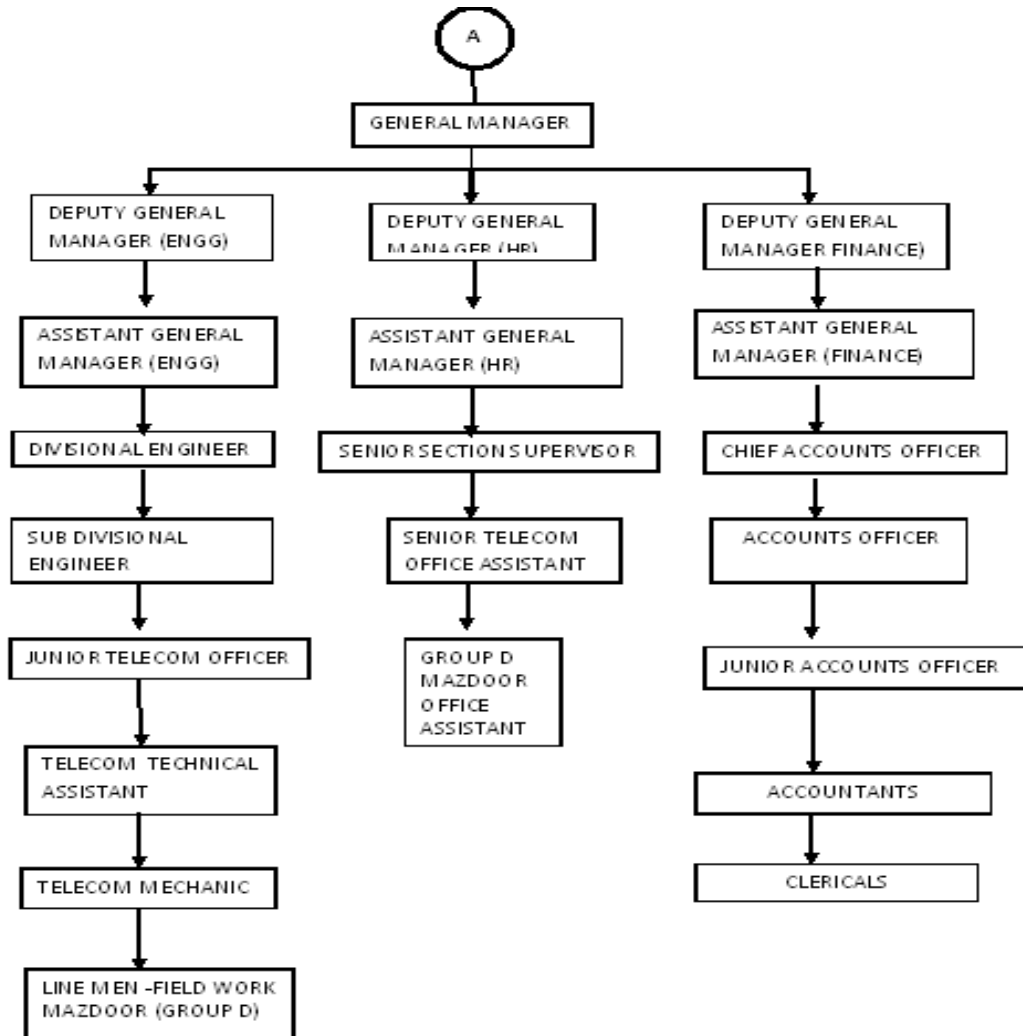 A
GENERAL MANAGER
DEPUTY GENERAL
MANAGER (ENGG)
DEPUTY GENERAL
MANAGER (HR)
DEPUTY GENERAL
MANAGER FINANCE)
ASSISTANT GENERAL
MANAGER (ENGG)
ASSISTANT GENERAL
MANAGER (HR)
ASSISTANT GENERAL
MANAGER (FINANCE)
DIVISIONAL ENGINEER
SENIOR SECTION SUPERVISOR
CHIEF ACCOUNTS OFFICER
SUB DIVISIONAL
ENGINEER
SENIOR TELECOM
OFFICE ASSISTANT
ACCOUNTS OFFICER
JUNIOR TELECOM OFFICER
GROUP D
MAZDOOR
OFFICE
ASSISTANT
JUNIOR ACCOUNTS OFFICER
TELECOM TECHNICAL
ASSISTANT
ACCOUNTANTS
TELECOM MECHANIC
CLERICALS
LINE MEN -FIELD WORK
MAZDOOR (GROUP D)